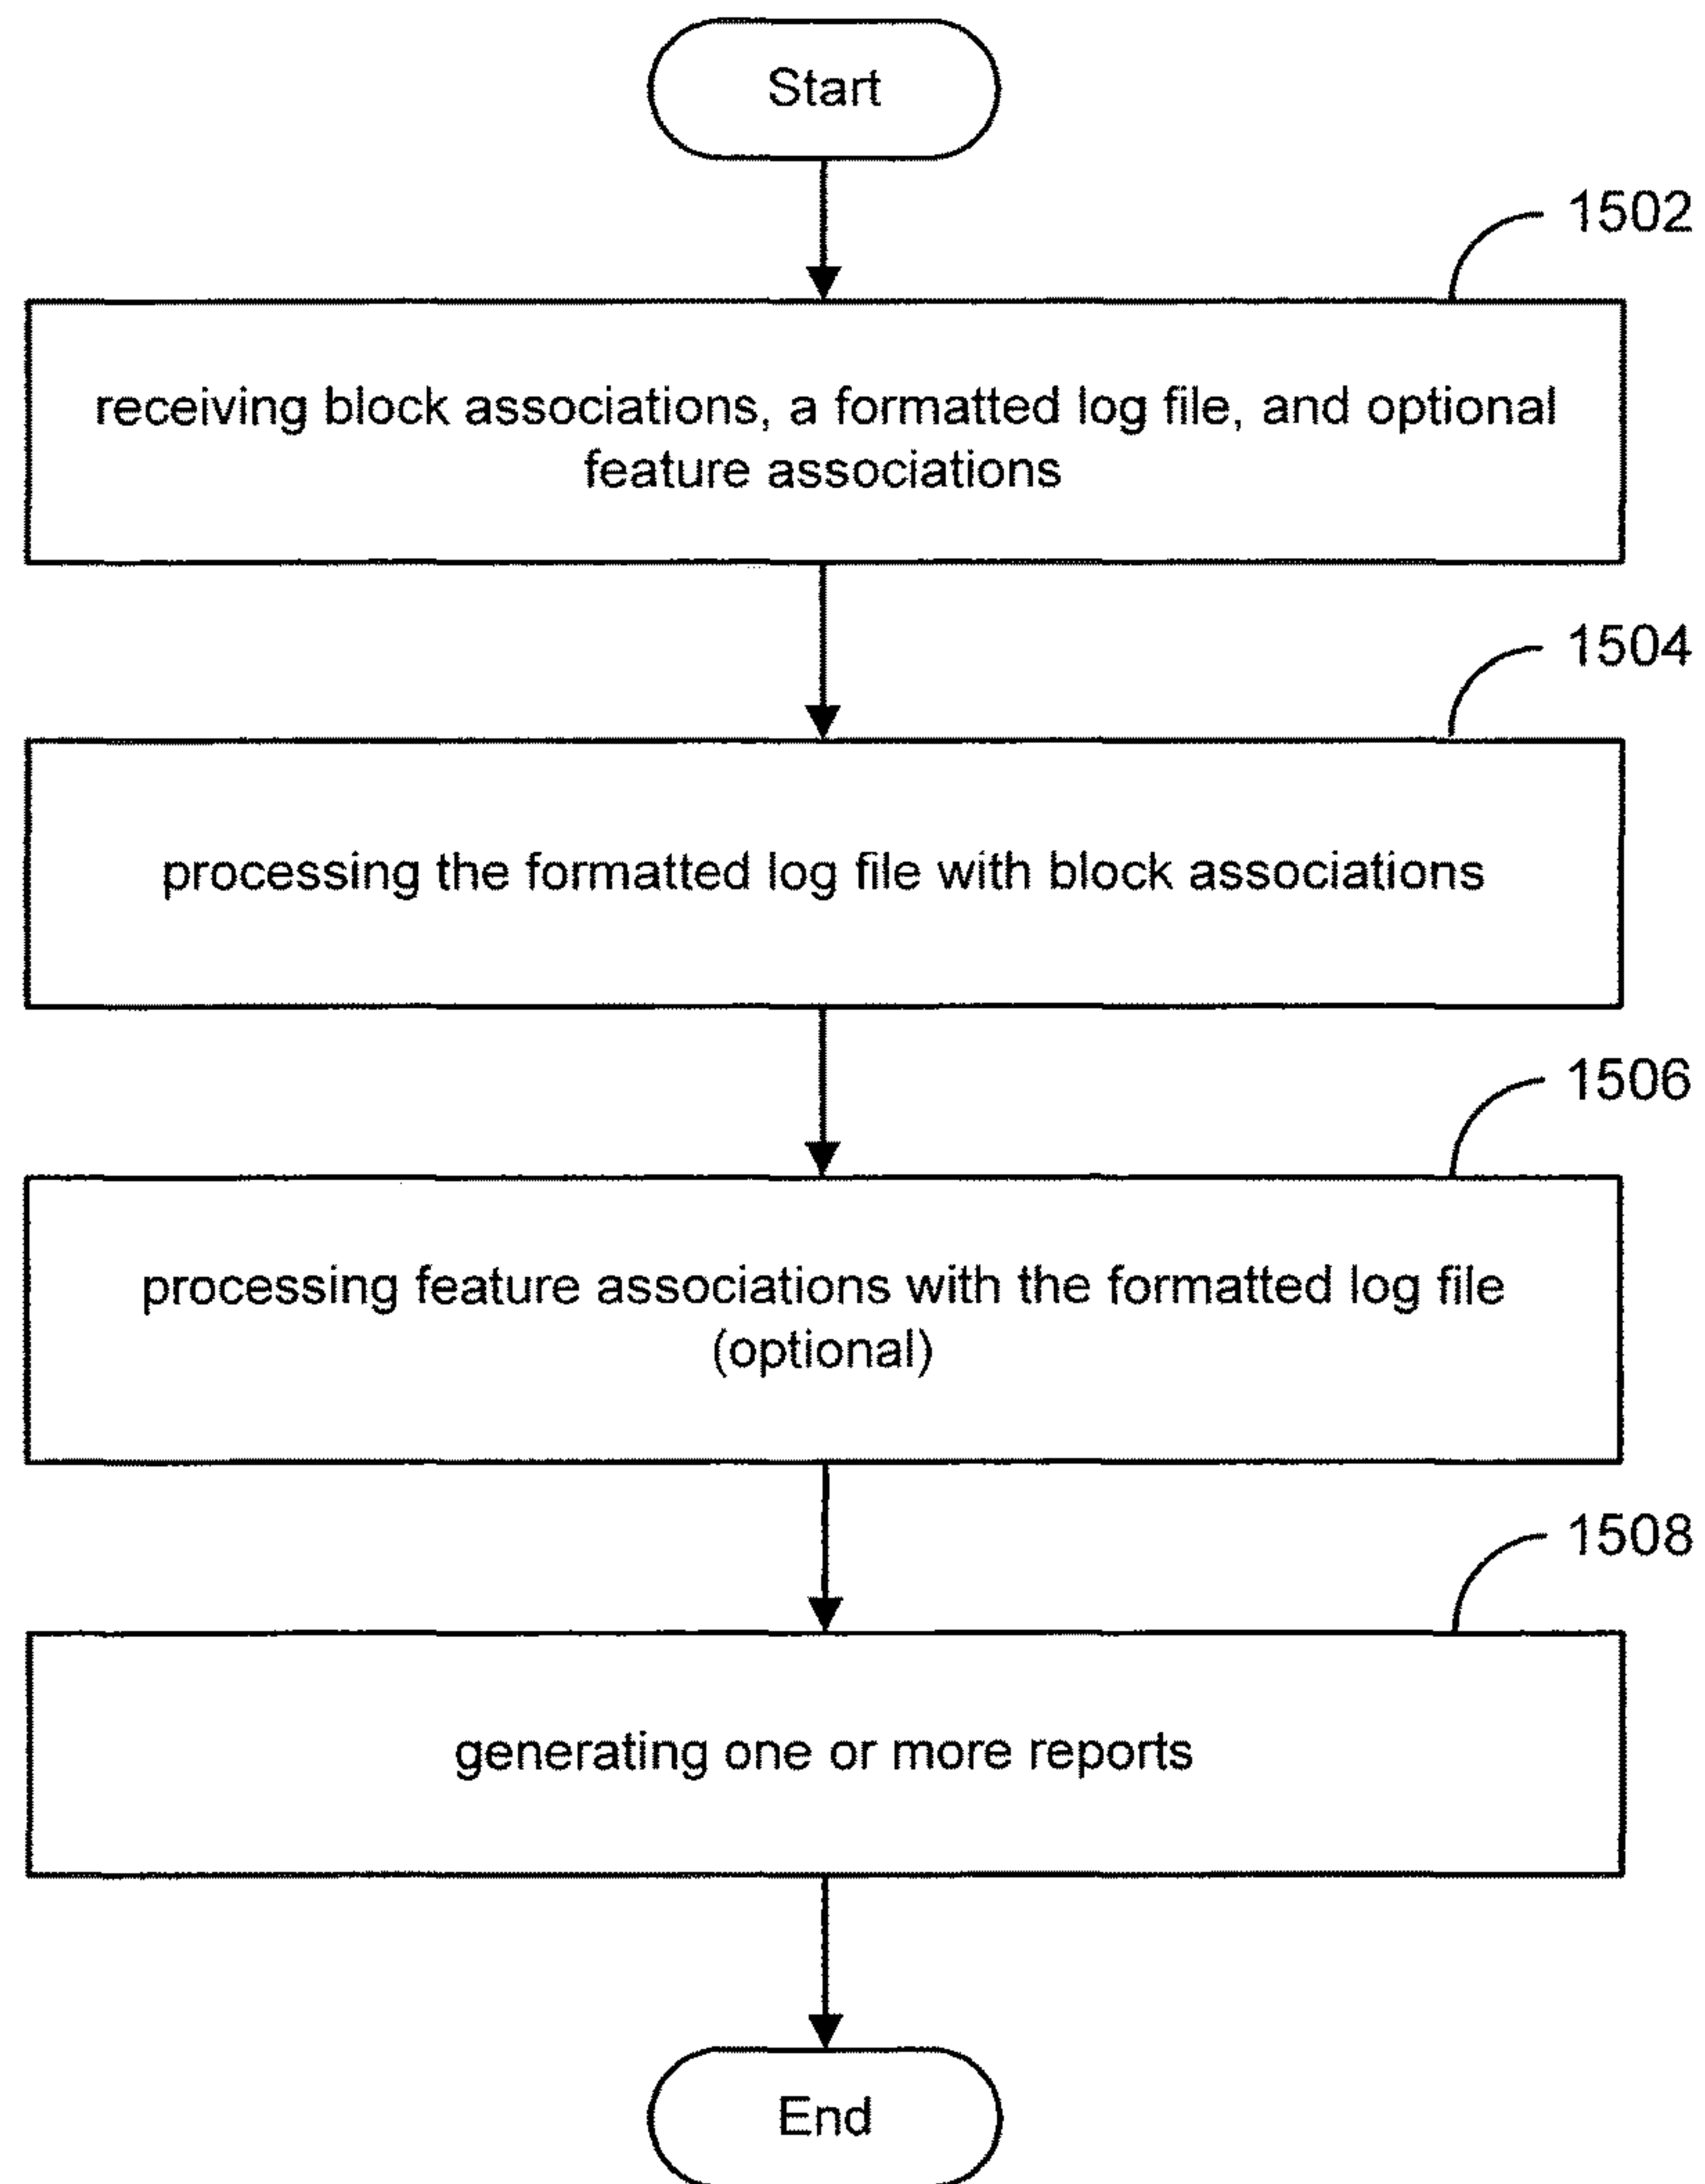 Start
1502
receiving block associations, a formatted log file, and optional
feature associations
1504
processing the formatted log file with block associations
1506
processing feature associations with the formatted log file
(optional)
1508
generating one or more reports
End